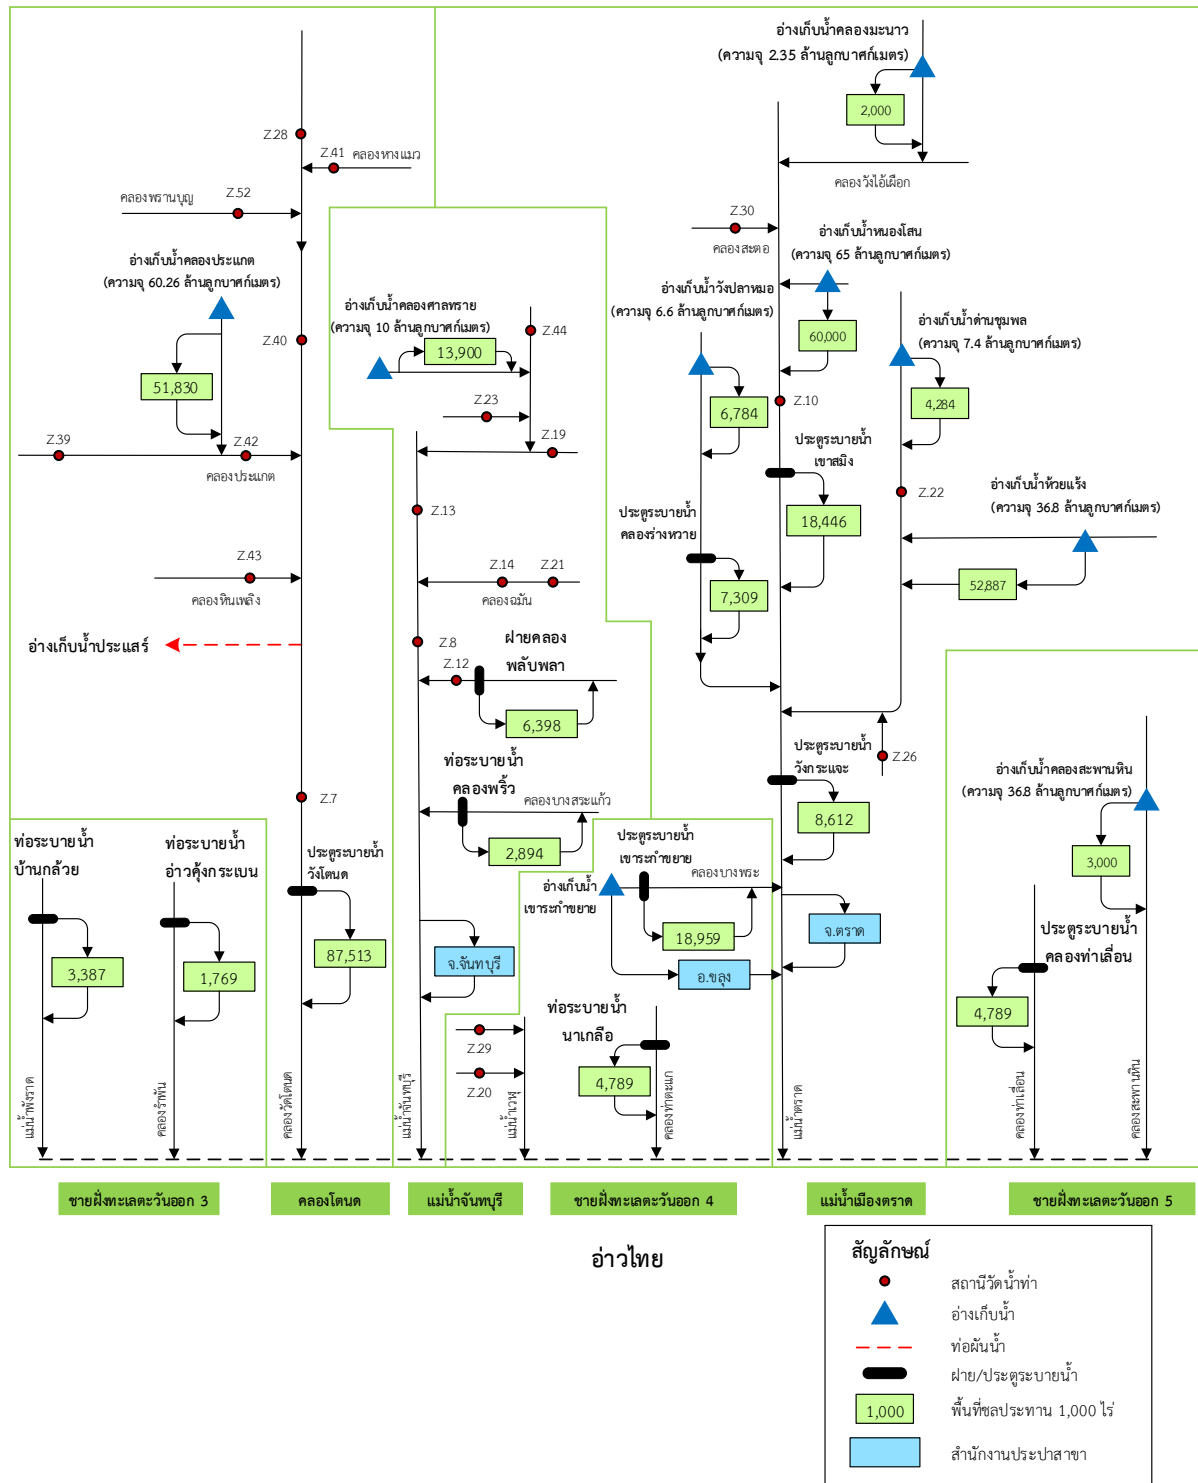 อ่างเก็บน้ำคลองมะนาว
(ความจุ 2.35 ล้านลูกบาศก์เมตร)
2,000
คลองวังไอ้เผือก
Z.28
Z.41
คลองหางแมว
Z.52
คลองพรานบุญ
Z.30
คลองสะตอ
อ่างเก็บน้ำหนองโสน
(ความจุ 65 ล้านลูกบาศก์เมตร)
60,000
อ่างเก็บน้ำคลองประแกต
(ความจุ 60.26 ล้านลูกบาศก์เมตร)
51,830
Z.40
อ่างเก็บน้ำคลองศาลทราย
(ความจุ 10 ล้านลูกบาศก์เมตร)
13,900
Z.44
อ่างเก็บน้ำวังปลาหมอ
(ความจุ 6.6 ล้านลูกบาศก์เมตร)
6,784
อ่างเก็บน้ำด่านชุมพล
(ความจุ 7.4 ล้านลูกบาศก์เมตร)
4,284
Z.10
Z.23
Z.19
Z.39
Z.42
คลองประแกต
ประตูระบายน้ำ
เขาสมิง
18,446
Z.22
อ่างเก็บน้ำห้วยแร้ง
(ความจุ 36.8 ล้านลูกบาศก์เมตร)
52,887
Z.13
ประตูระบายน้ำ
คลองร่างหวาย
7,309
Z.43
คลองหินเพลิง
Z.14
Z.21
คลองฉมัน
อ่างเก็บน้ำประแสร์
Z.8
Z.12
ฝายคลอง
พลับพลา
6,398
ท่อระบายน้ำ
คลองพริ้ว
คลองบางสระแก้ว
2,894
ประตูระบายน้ำ
วังกระแจะ
8,612
Z.26
อ่างเก็บน้ำคลองสะพานหิน
(ความจุ 36.8 ล้านลูกบาศก์เมตร)
3,000
Z.7
ท่อระบายน้ำ
บ้านกล้วย
3,387
ท่อระบายน้ำ
อ่าวคุ้งกระเบน
1,769
ประตูระบายน้ำ
วังโตนด
87,513
จ.จันทบุรี
อ่างเก็บน้ำ
เขาระกำขยาย
ประตูระบายน้ำ
เขาระกำขยาย
คลองบางพระ
18,959
อ.ขลุง
จ.ตราด
ประตูระบายน้ำ
คลองท่าเลื่อน
4,789
Z.29
Z.20
ท่อระบายน้ำ
นาเกลือ
4,789
แม่น้ำพังราด
คลองรำพัน
คลองวังโตนด
แม่น้ำจันทบุรี
แม่น้ำเวฬุ
คลองท่าตะแก
แม่น้ำตราด
คลองท่าเลื่อน
คลองสะพานหิน
ชายฝั่งทะเลตะวันออก 3
คลองโตนด
แม่น้ำจันทบุรี
ชายฝั่งทะเลตะวันออก 4
แม่น้ำเมืองตราด
ชายฝั่งทะเลตะวันออก 5
อ่าวไทย
สัญลักษณ์
สถานีวัดน้ำท่า
อ่างเก็บน้ำ
ท่อผันน้ำ
ฝาย/ประตูระบายน้ำ
1,000
พื้นที่ชลประทาน 1,000 ไร่
สำนักงานประปาสาขา